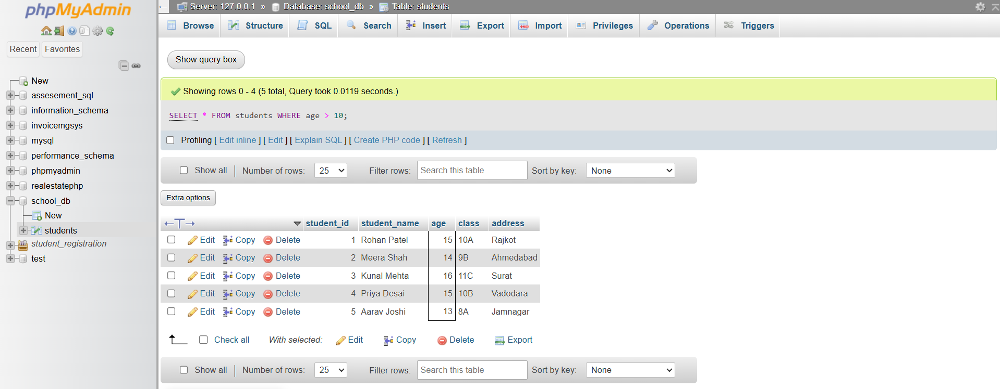 phpMyAdmin
Recent Favorites
New
assesement_sql
information_schema
invoicemgsys
mysql
performance_schema
phpmyadmin
realestatephp
school_db
New
students
student_registration
test
Server: 127.0.0.1 » Database: school_db » Table: students
Browse Structure SQL Search Insert Export Import Privileges Operations Triggers
Show query box
Showing rows 0 - 4 (5 total, Query took 0.0119 seconds.)
SELECT * FROM students WHERE age > 10;
Profiling [ Edit inline ] [ Edit ] [ Explain SQL ] [ Create PHP code ] [ Refresh ]
Show all | Number of rows: 25 Filter rows: Search this table Sort by key: None
Extra options
←T→ student_id student_name age class address
Edit Copy Delete 1 Rohan Patel 15 10A Rajkot
Edit Copy Delete 2 Meera Shah 14 9B Ahmedabad
Edit Copy Delete 3 Kunal Mehta 16 11C Surat
Edit Copy Delete 4 Priya Desai 15 10B Vadodara
Edit Copy Delete 5 Aarav Joshi 13 8A Jamnagar
Check all With selected: Edit Copy Delete Export
Show all | Number of rows: 25 Filter rows: Search this table Sort by key: None